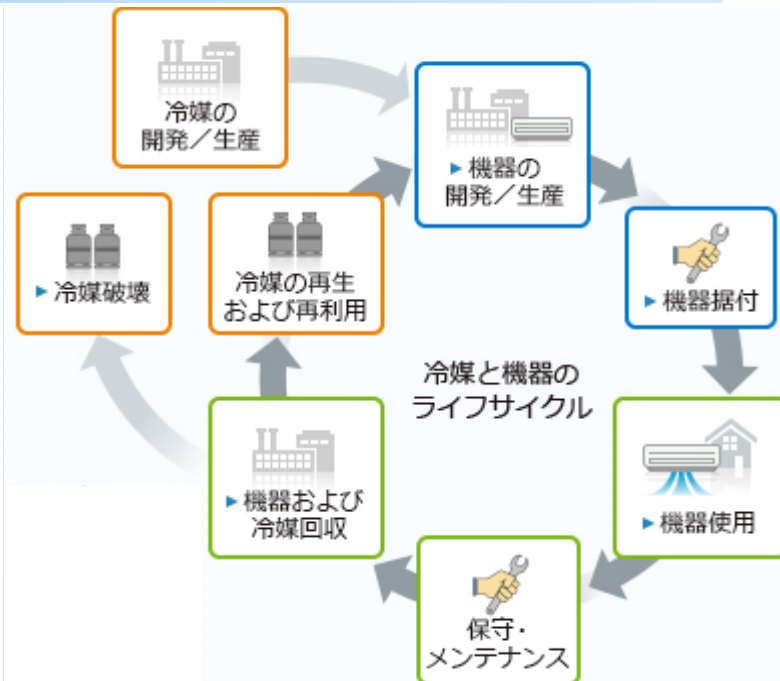 冷媒の
開発／生産
機器の
開発／生産
冷媒破壊
冷媒の再生
および再利用
機器据付
冷媒と機器の
ライフサイクル
機器および
冷媒回収
機器使用
保守・
メンテナンス